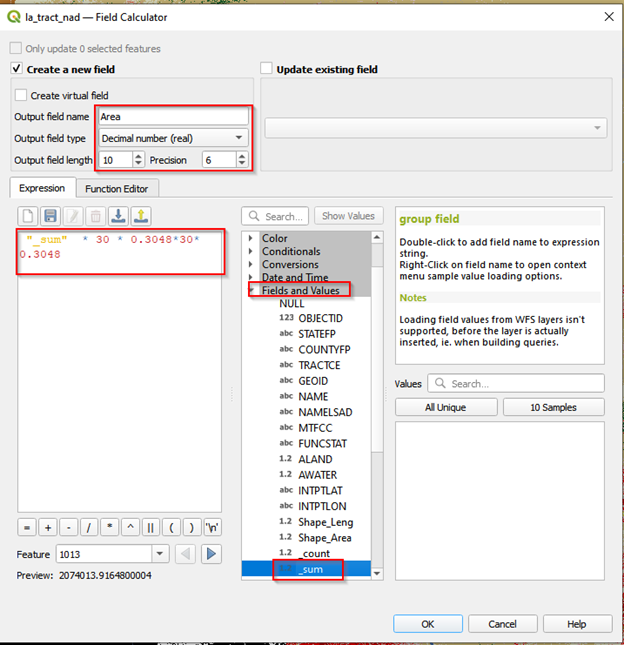 la_tract_nad — Field Calculator
Only update 0 selected features
Create a new field
Update existing field
Create virtual field
Output field name Area
Output field type Decimal number (real)
Output field length 10 Precision 6
Expression Function Editor
"_sum" * 30 * 0.3048*30*
0.3048
Search... Show Values
Color
Conditionals
Conversions
Date and Time
Fields and Values
NULL
123 OBJECTID
abc STATEFP
abc COUNTYFP
abc TRACTCE
abc GEOID
abc NAME
abc NAMELSAD
abc MTFCC
abc FUNCSTAT
1.2 ALAND
1.2 AWATER
abc INTPTLAT
abc INTPTLON
1.2 Shape_Leng
1.2 Shape_Area
1.2 _count
_sum
group field
Double-click to add field name to expression
string.
Right-Click on field name to open context
menu sample value loading options.
Notes
Loading field values from WFS layers isn't
supported, before the layer is actually
inserted, ie. when building queries.
Values Search...
All Unique 10 Samples
= + - / * ^ || ( ) '\n'
Feature 1013
Preview: 2074013.9164800004
OK Cancel Help